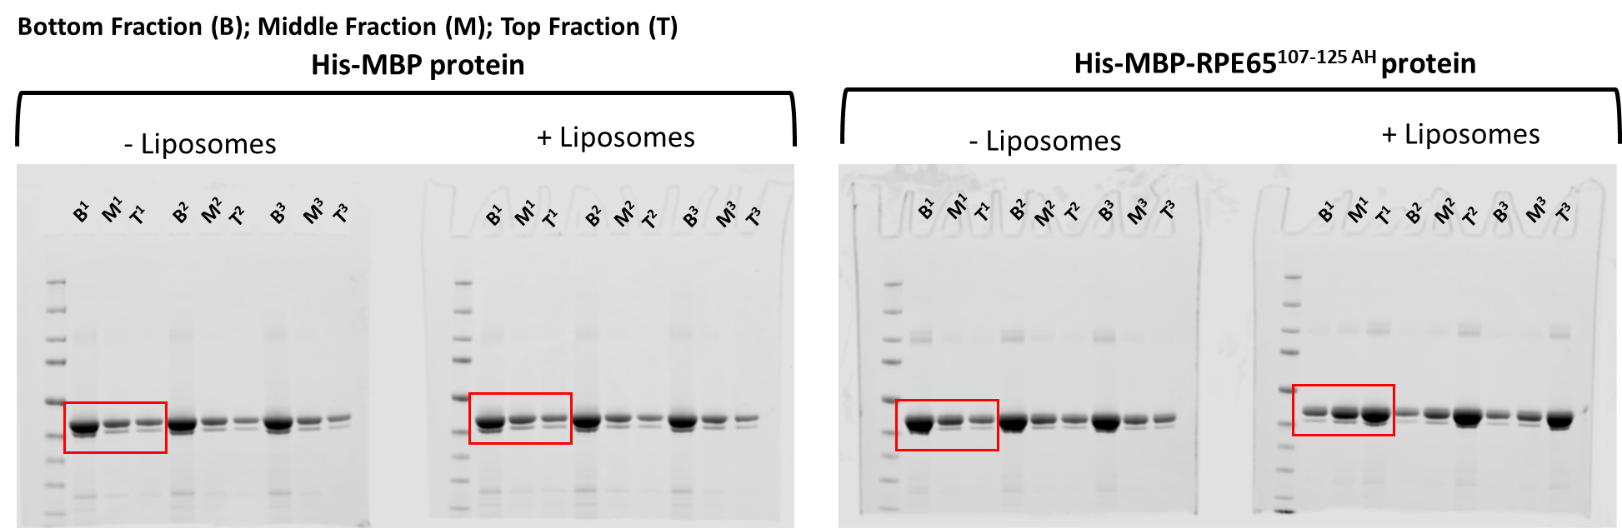 Bottom Fraction (B); Middle Fraction (M); Top Fraction (T)
His-MBP protein
His-MBP-RPE65¹⁰⁷⁻¹²⁵ ᴬᴴ protein
- Liposomes
+ Liposomes
- Liposomes
+ Liposomes
B¹ M¹ T¹ B² M² T² B³ M³ T³
B¹ M¹ T¹ B² M² T² B³ M³ T³
B¹ M¹ T¹ B² M² T² B³ M³ T³
B¹ M¹ T¹ B² M² T² B³ M³ T³